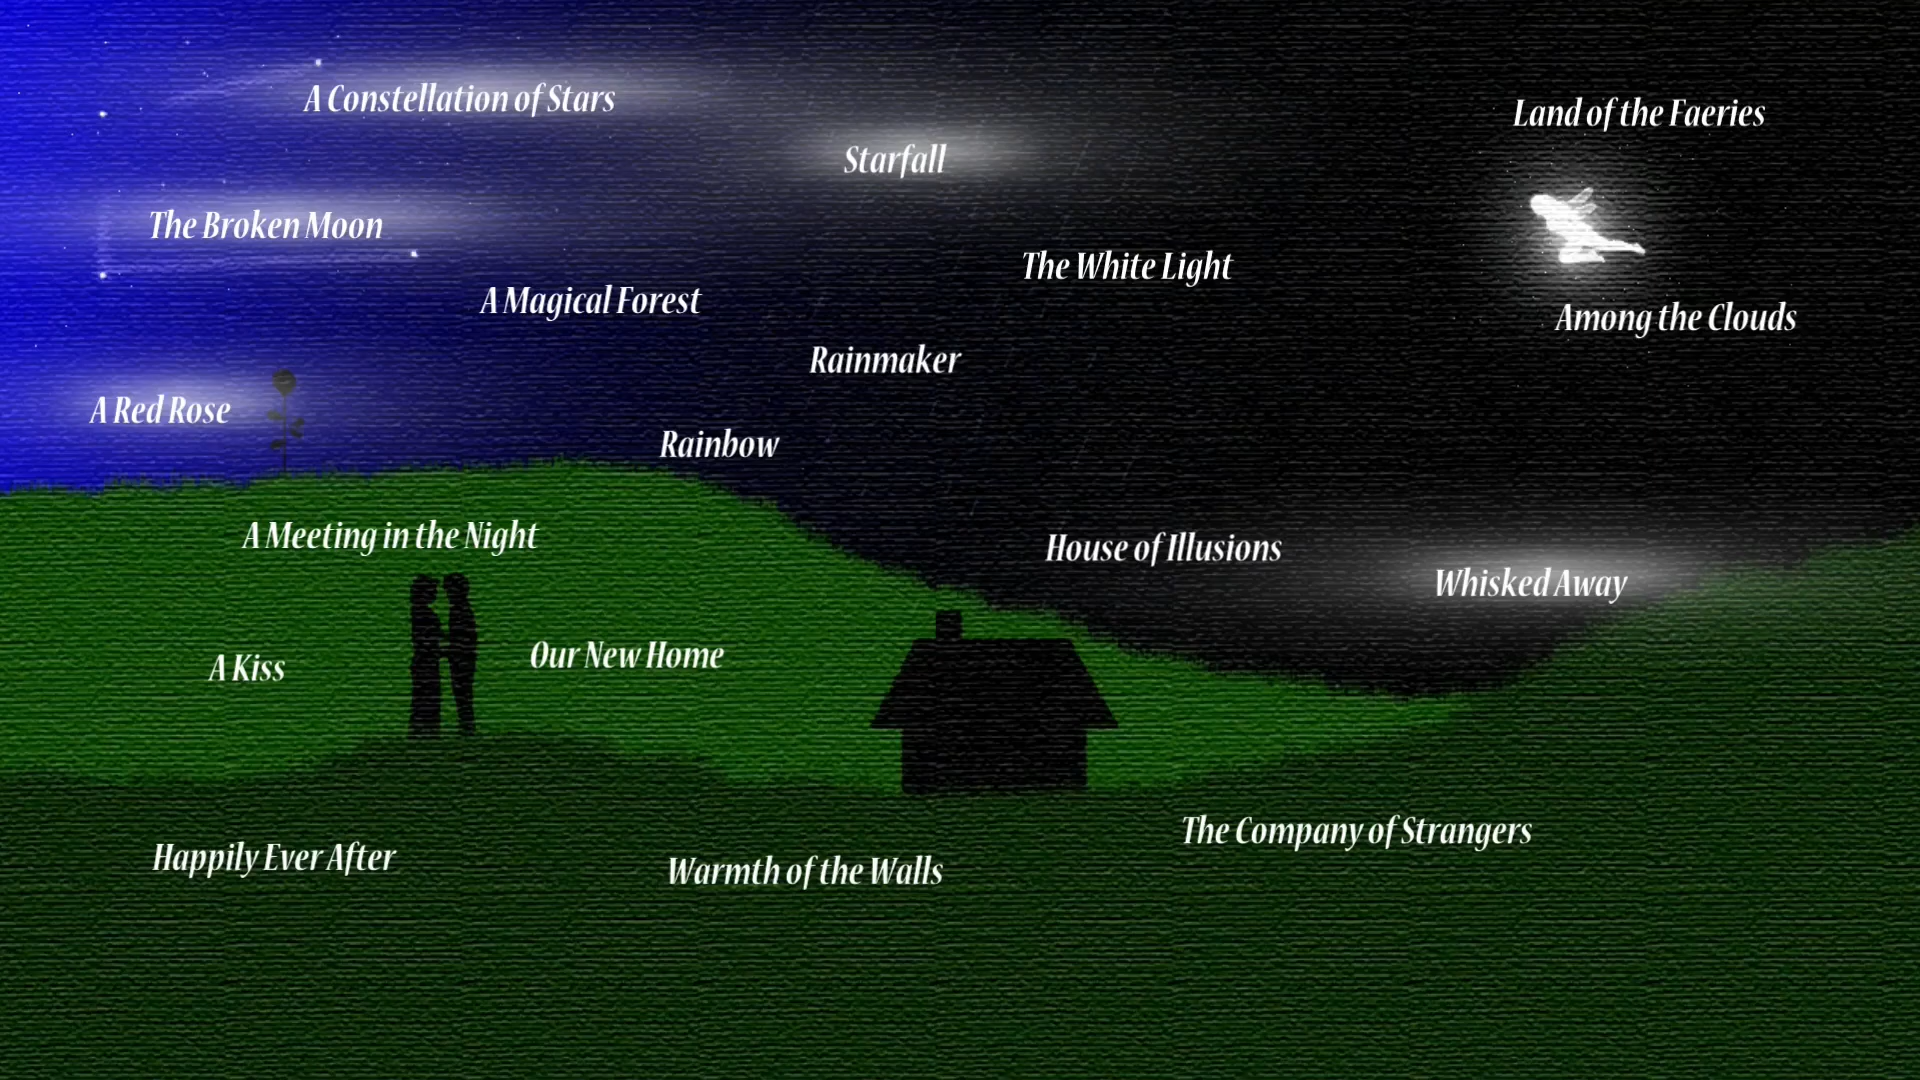 A Constellation of Stars
Land of the Faeries
Starfall
The Broken Moon
The White Light
A Magical Forest
Among the Clouds
Rainmaker
A Red Rose
Rainbow
A Meeting in the Night
House of Illusions
Whisked Away
Our New Home
A Kiss
The Company of Strangers
Happily Ever After
Warmth of the Walls